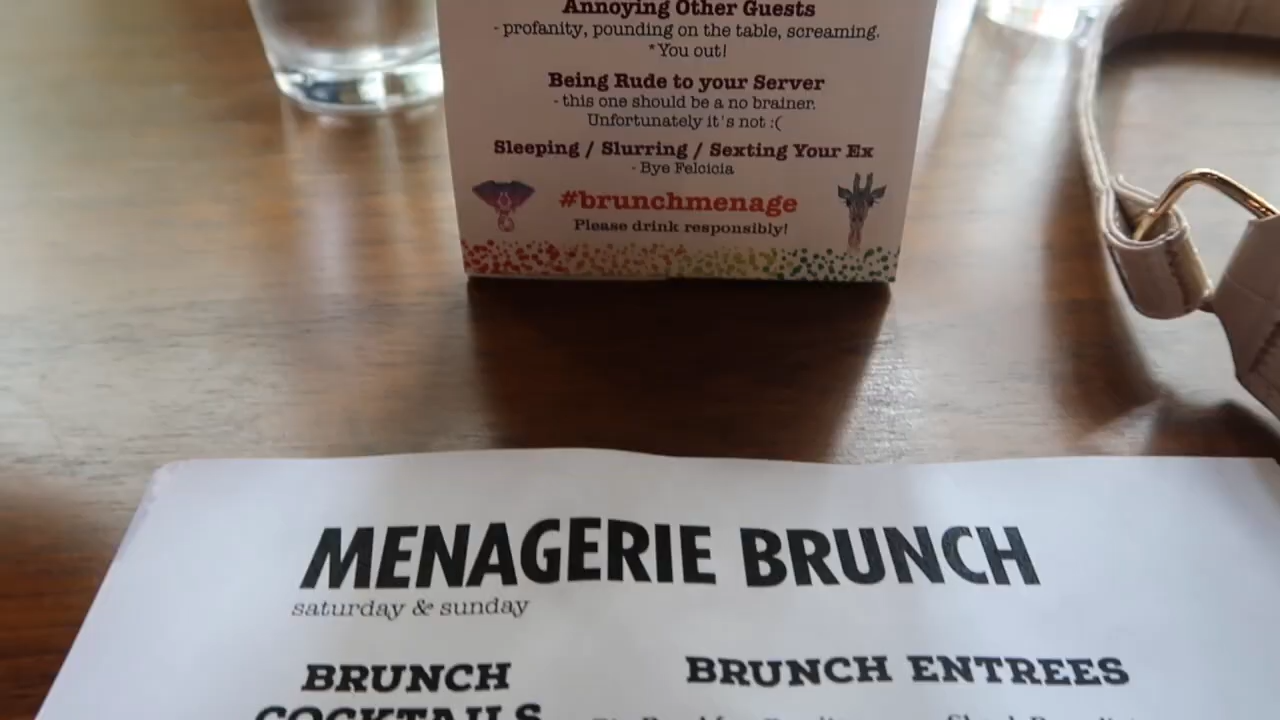 Annoying Other Guests
- profanity, pounding on the table, screaming.
*You out!
Being Rude to your Server
- this one should be a no brainer.
Unfortunately it's not :(
Sleeping / Slurring / Sexting Your Ex
- Bye Felcicia
#brunchmenage
Please drink responsibly!
MENAGERIE BRUNCH
saturday & sunday
BRUNCH
COCKTAILS
BRUNCH ENTREES